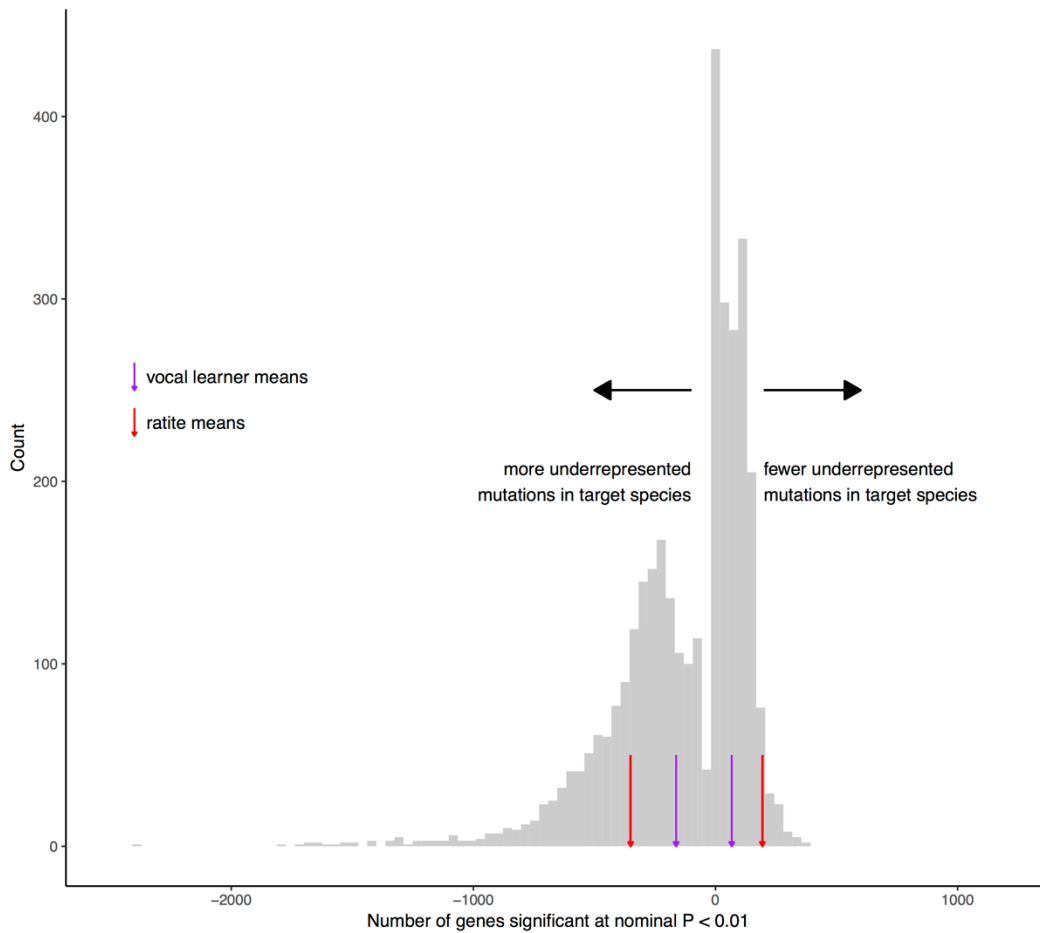 400
300
200
100
0
Count
vocal learner means
ratite means
more underrepresented
mutations in target species
fewer underrepresented
mutations in target species
−2000
−1000
0
1000
Number of genes significant at nominal P < 0.01